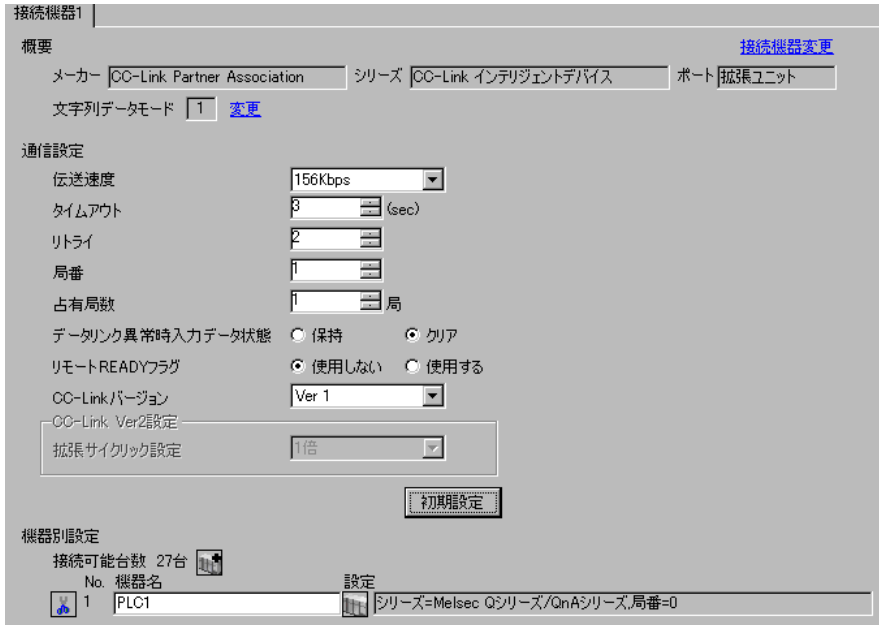 接続機器1
概要 接続機器変更
メーカー CC-Link Partner Association シリーズ CC-Link インテリジェントデバイス ポート 拡張ユニット
文字列データモード 1 変更
通信設定
伝送速度 156Kbps
タイムアウト 3 (sec)
リトライ 2
局番 1
占有局数 1 局
データリンク異常時入力データ状態 保持 クリア
リモートREADYフラグ 使用しない 使用する
CC-Linkバージョン Ver 1
CC-Link Ver2設定
拡張サイクリック設定 1倍
初期設定
機器別設定
接続可能台数 27台
No. 機器名 設定
1 PLC1 シリーズ=Melsec Qシリーズ/QnAシリーズ,局番=0